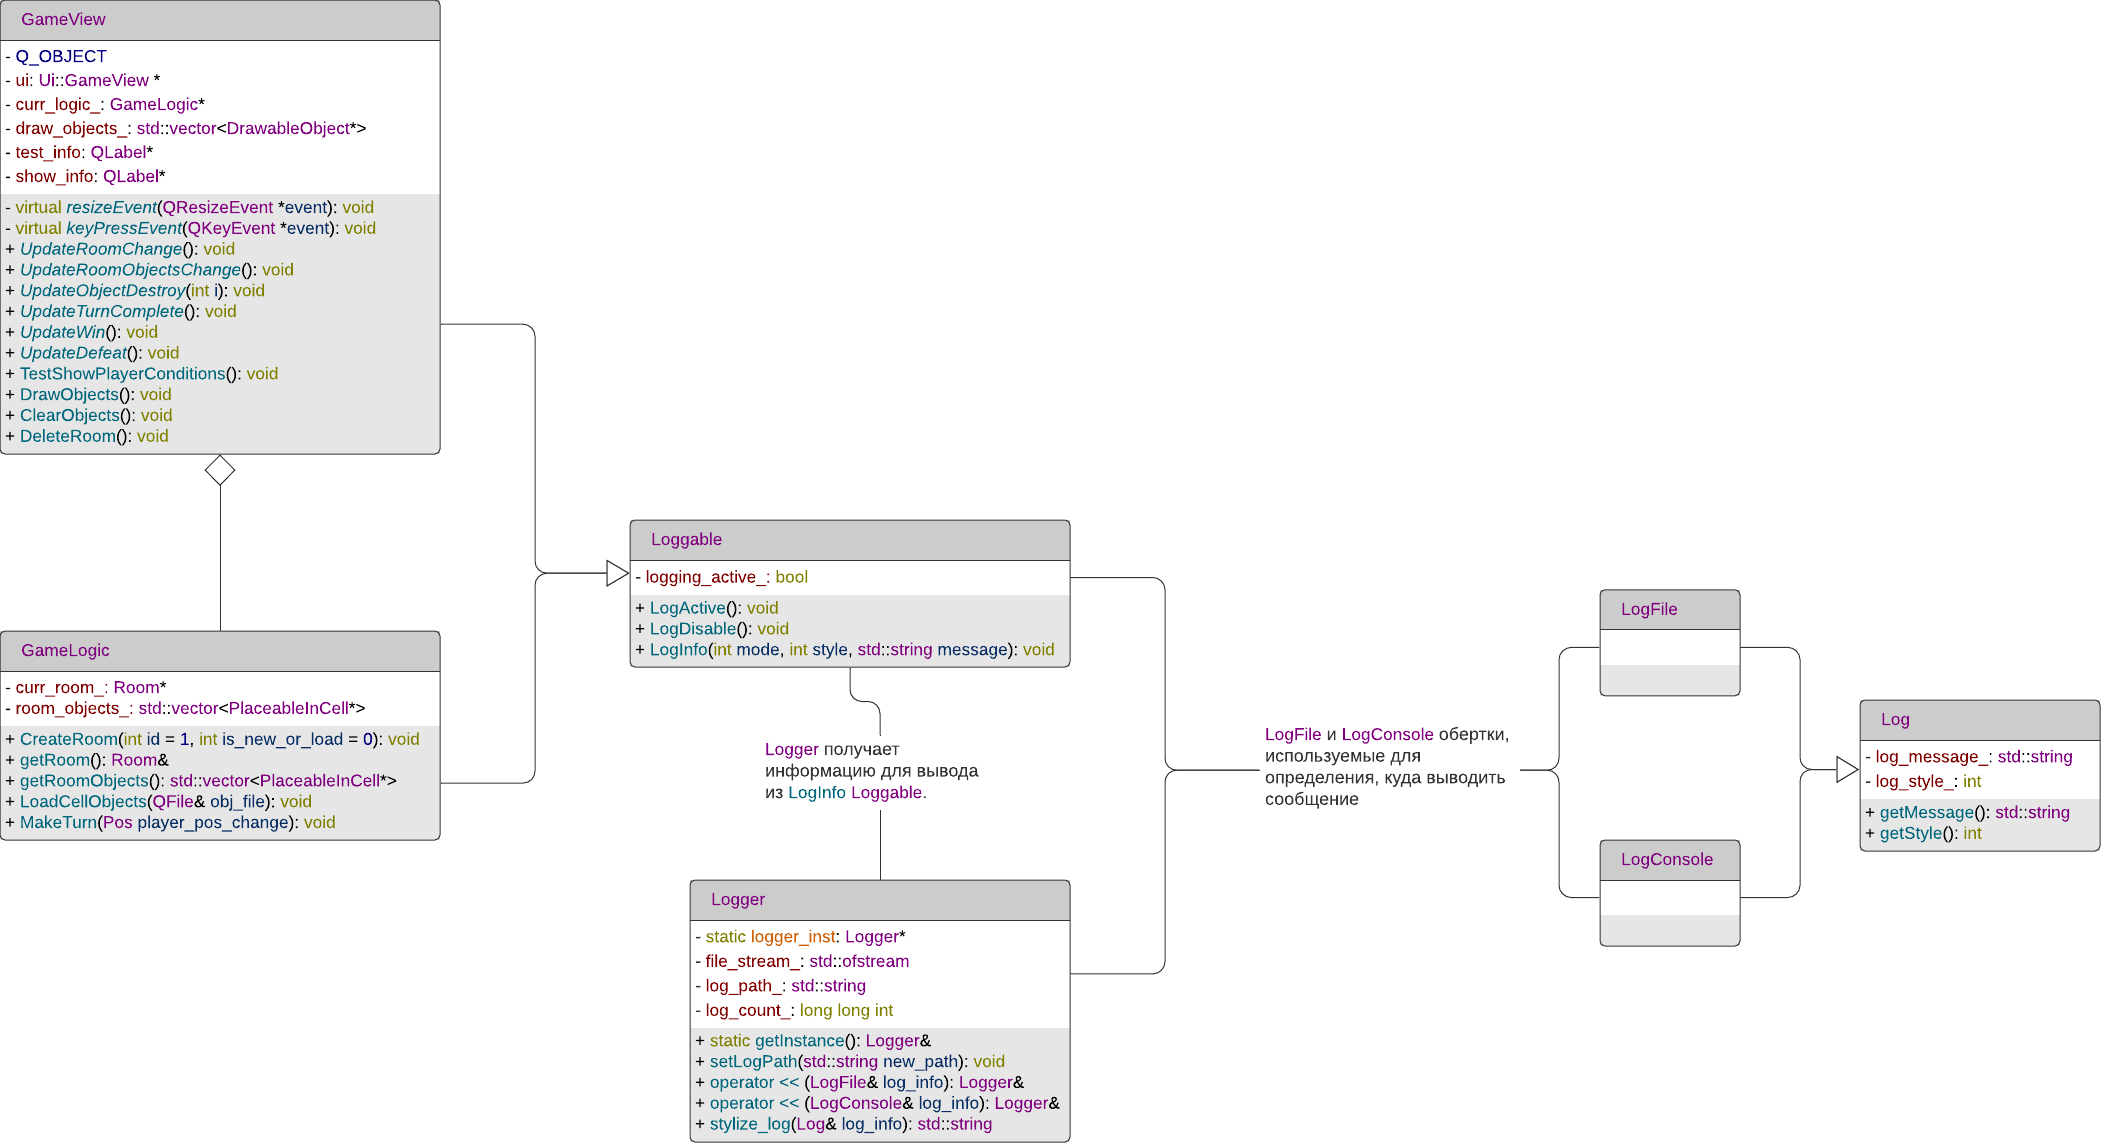 GameView
- Q_OBJECT
- ui: Ui::GameView *
- curr_logic_: GameLogic*
- draw_objects_: std::vector<DrawableObject*>
- test_info: QLabel*
- show_info: QLabel*
- virtual resizeEvent(QResizeEvent *event): void
- virtual keyPressEvent(QKeyEvent *event): void
+ UpdateRoomChange(): void
+ UpdateRoomObjectsChange(): void
+ UpdateObjectDestroy(int i): void
+ UpdateTurnComplete(): void
+ UpdateWin(): void
+ UpdateDefeat(): void
+ TestShowPlayerConditions(): void
+ DrawObjects(): void
+ ClearObjects(): void
+ DeleteRoom(): void
GameLogic
- curr_room_: Room*
- room_objects_: std::vector<PlaceableInCell*>
+ CreateRoom(int id = 1, int is_new_or_load = 0): void
+ getRoom(): Room&
+ getRoomObjects(): std::vector<PlaceableInCell*>
+ LoadCellObjects(QFile& obj_file): void
+ MakeTurn(Pos player_pos_change): void
Loggable
- logging_active_: bool
+ LogActive(): void
+ LogDisable(): void
+ LogInfo(int mode, int style, std::string message): void
Logger получает
информацию для вывода
из LogInfo Loggable.
Logger
- static logger_inst: Logger*
- file_stream_: std::ofstream
- log_path_: std::string
- log_count_: long long int
+ static getInstance(): Logger&
+ setLogPath(std::string new_path): void
+ operator << (LogFile& log_info): Logger&
+ operator << (LogConsole& log_info): Logger&
+ stylize_log(Log& log_info): std::string
LogFile и LogConsole обертки,
используемые для
определения, куда выводить
сообщение
LogFile
LogConsole
Log
- log_message_: std::string
- log_style_: int
+ getMessage(): std::string
+ getStyle(): int